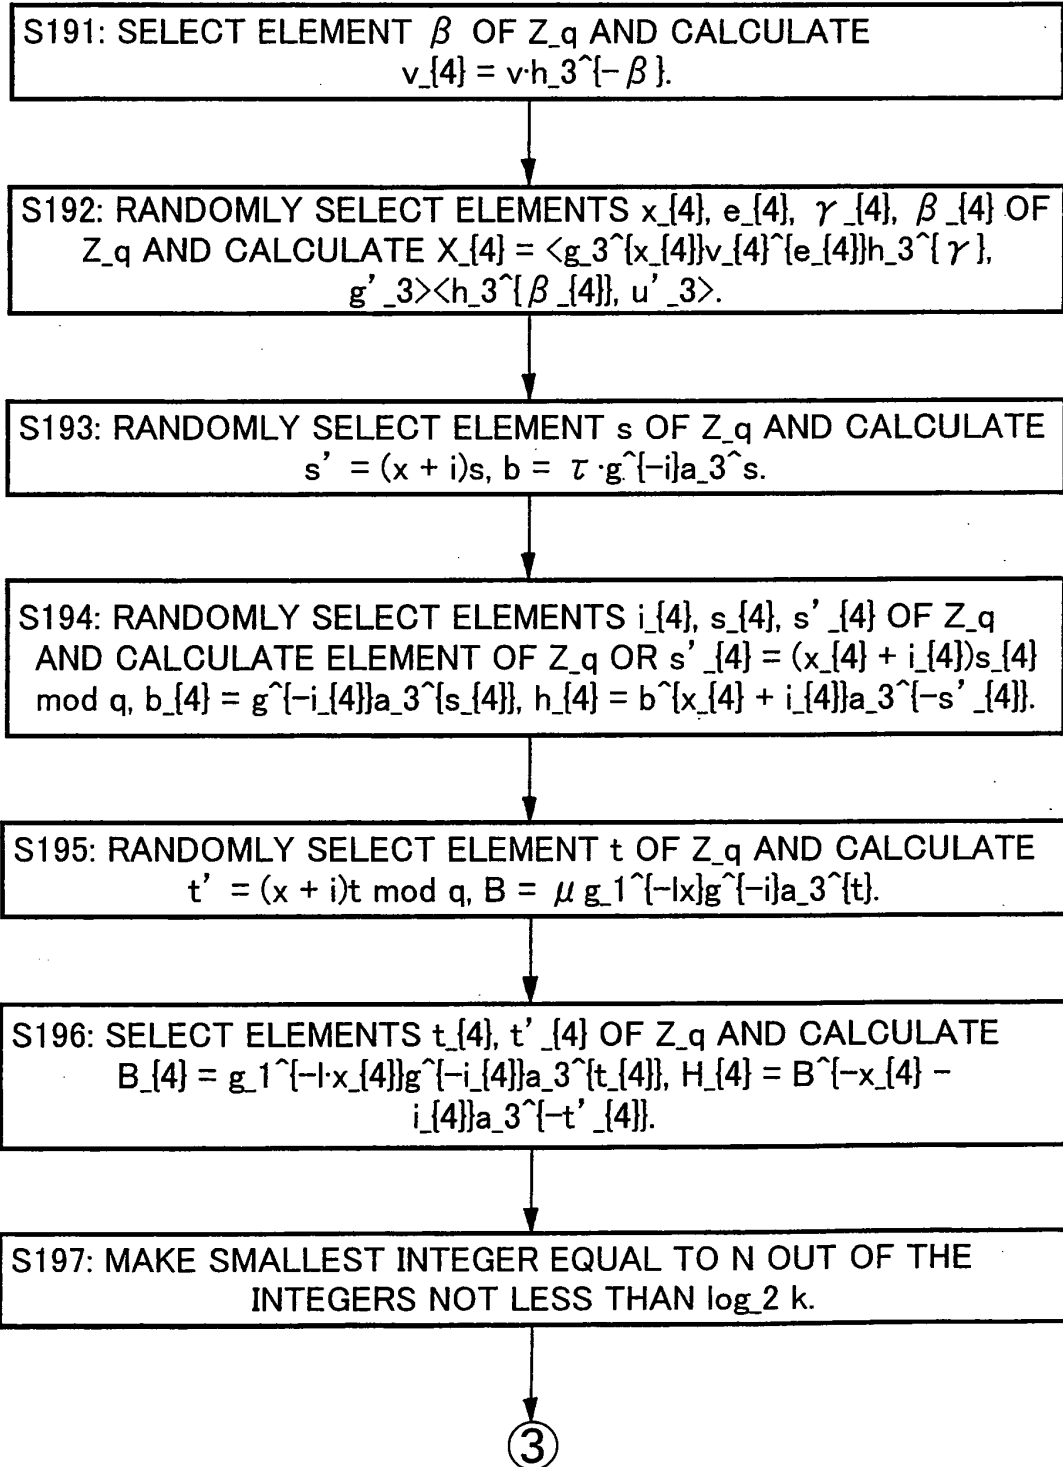 S191: SELECT ELEMENT β OF Z_q AND CALCULATE
v_{4} = v·h_3^{-β}.
S192: RANDOMLY SELECT ELEMENTS x_{4}, e_{4}, γ_{4}, β_{4} OF
Z_q AND CALCULATE X_{4} = <g_3^{x_{4}}v_{4}^{e_{4}}h_3^{γ},
g'_3><h_3^{β_{4}}, u'_3>.
S193: RANDOMLY SELECT ELEMENT s OF Z_q AND CALCULATE
s' = (x + i)s, b = τ·g^{-i}a_3^s.
S194: RANDOMLY SELECT ELEMENTS i_{4}, s_{4}, s'_{4} OF Z_q
AND CALCULATE ELEMENT OF Z_q OR s'_{4} = (x_{4} + i_{4})s_{4}
mod q, b_{4} = g^{-i_{4}}a_3^{s_{4}}, h_{4} = b^{x_{4} + i_{4}}a_3^{-s'_{4}}.
S195: RANDOMLY SELECT ELEMENT t OF Z_q AND CALCULATE
t' = (x + i)t mod q, B = μg_1^{-lx}g^{-i}a_3^{t}.
S196: SELECT ELEMENTS t_{4}, t'_{4} OF Z_q AND CALCULATE
B_{4} = g_1^{-l·x_{4}}g^{-i_{4}}a_3^{t_{4}}, H_{4} = B^{-x_{4} -
i_{4}}a_3^{-t'_{4}}.
S197: MAKE SMALLEST INTEGER EQUAL TO N OUT OF THE
INTEGERS NOT LESS THAN log_2 k.
③